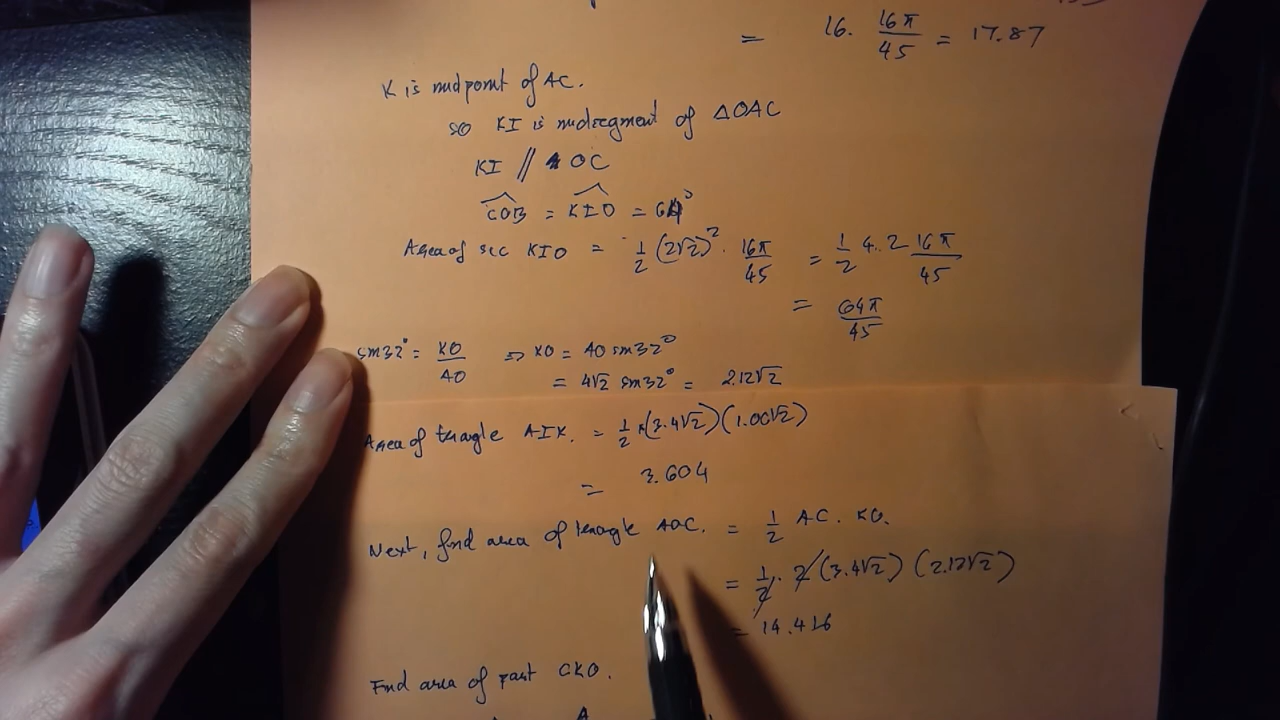 = 16. 16π/45 = 17.87
K is midpoint of AC.
so KI is midsegment of △OAC
KI // OC
COB = KIO = 64°
Area of sec KIO = 1/2 (2√2)². 16π/45 = 1/2 4.2 16π/45
= 64π/45
sin32° = KO/AO ⇒ KO = AO sin32°
= 4√2 sin32° = 2.12√2
Area of triangle AIK. = 1/2 × (3.4√2)(1.06√2)
= 3.604
Next, find area of triangle AOC. = 1/2 AC. KO.
= 1/2. 2 (3.4√2) (2.12√2)
= 14.416
Find area of part CKO.